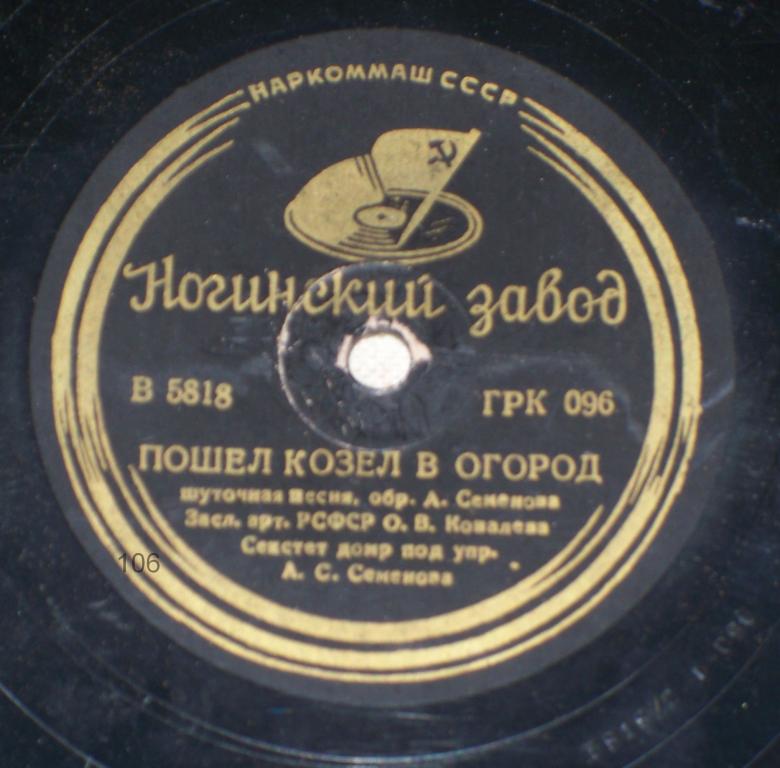 НАРКОММАШ СССР
Ногинский завод
В 5818 ГРК 096
ПОШЕЛ КОЗЕЛ В ОГОРОД
шуточная песня, обр. А. Семенова
Засл. арт. РСФСР О. В. Ковалева
Секстет домр под упр.
А. С. Семенова
106